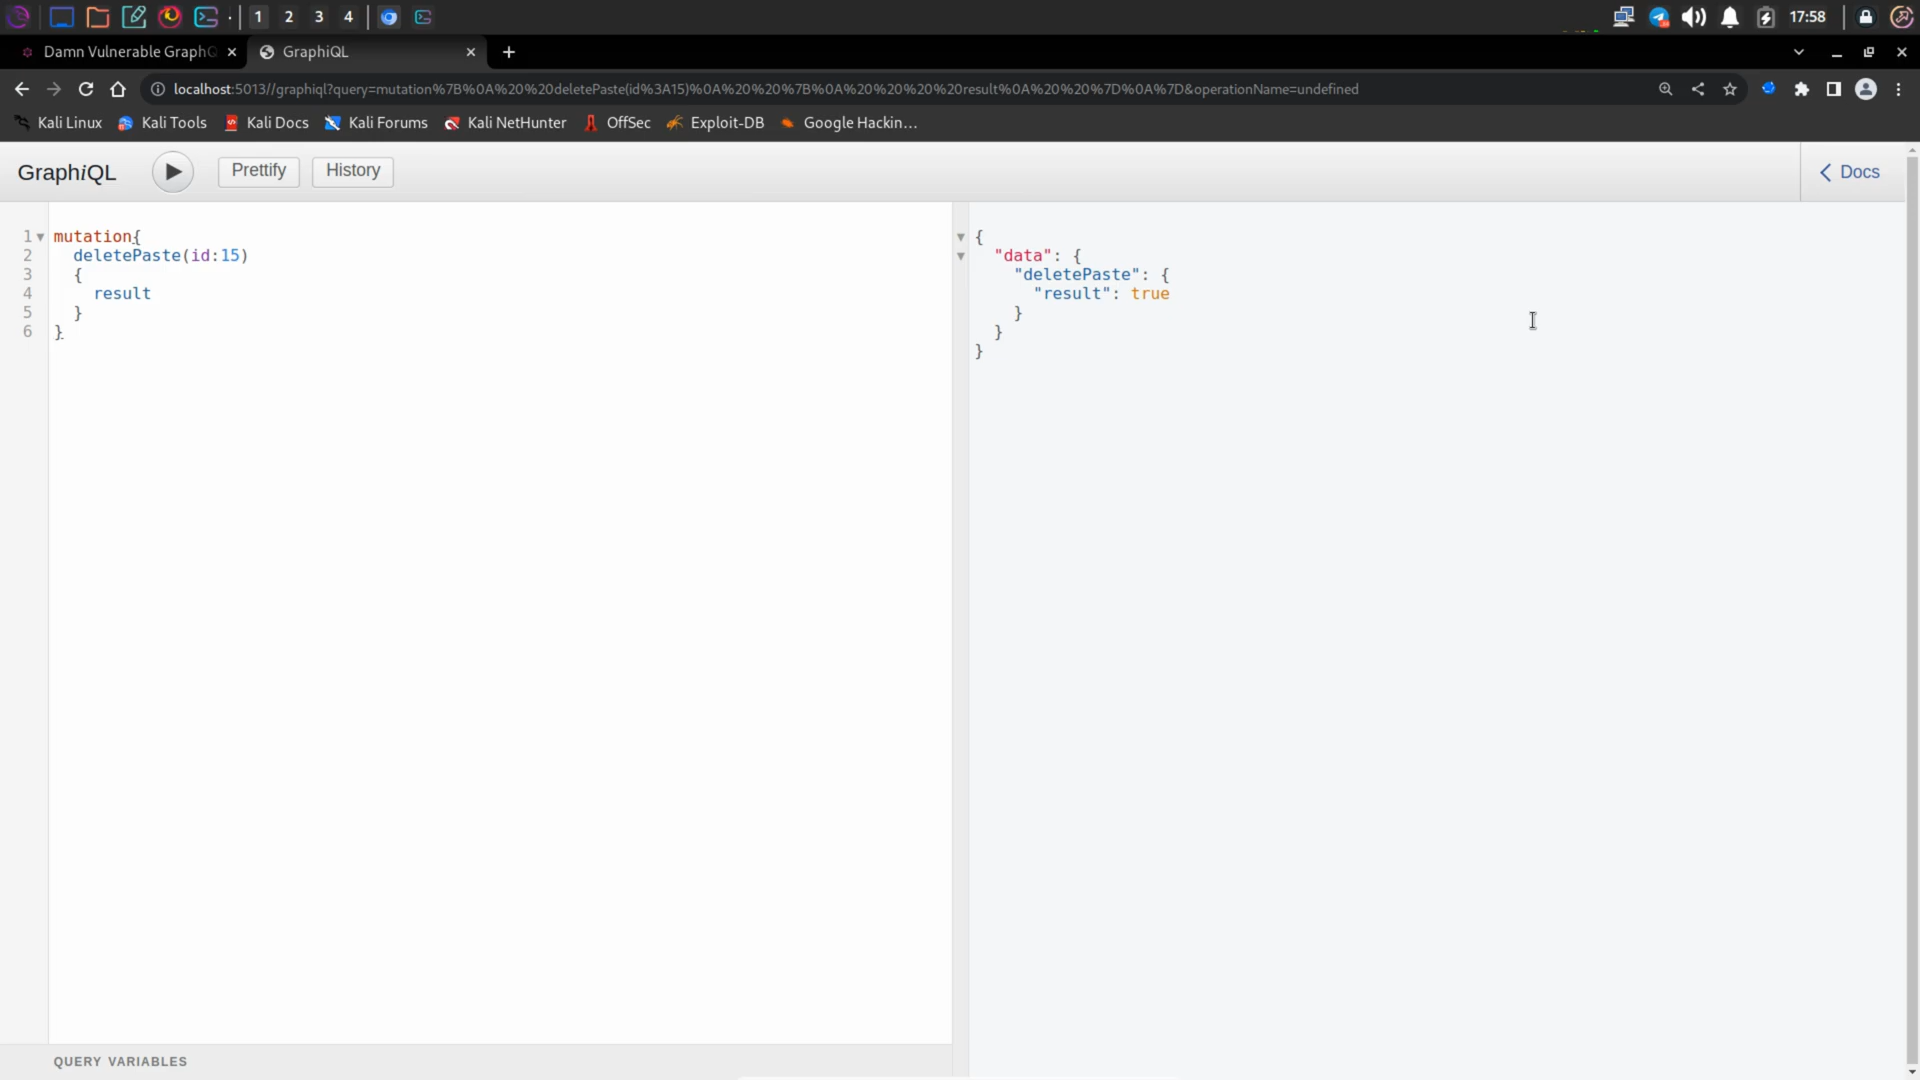 1 2 3 4 17:58
Damn Vulnerable GraphQ GraphiQL
localhost:5013//graphiql?query=mutation%7B%0A%20%20deletePaste(id%3A15)%0A%20%20%7B%0A%20%20%20%20result%0A%20%20%7D%0A%7D&operationName=undefined
Kali Linux Kali Tools Kali Docs Kali Forums Kali NetHunter OffSec Exploit-DB Google Hackin…
GraphiQL Prettify History Docs
1 mutation{
2 deletePaste(id:15)
3 {
4 result
5 }
6 }
{
"data": {
"deletePaste": {
"result": true
}
}
}
QUERY VARIABLES